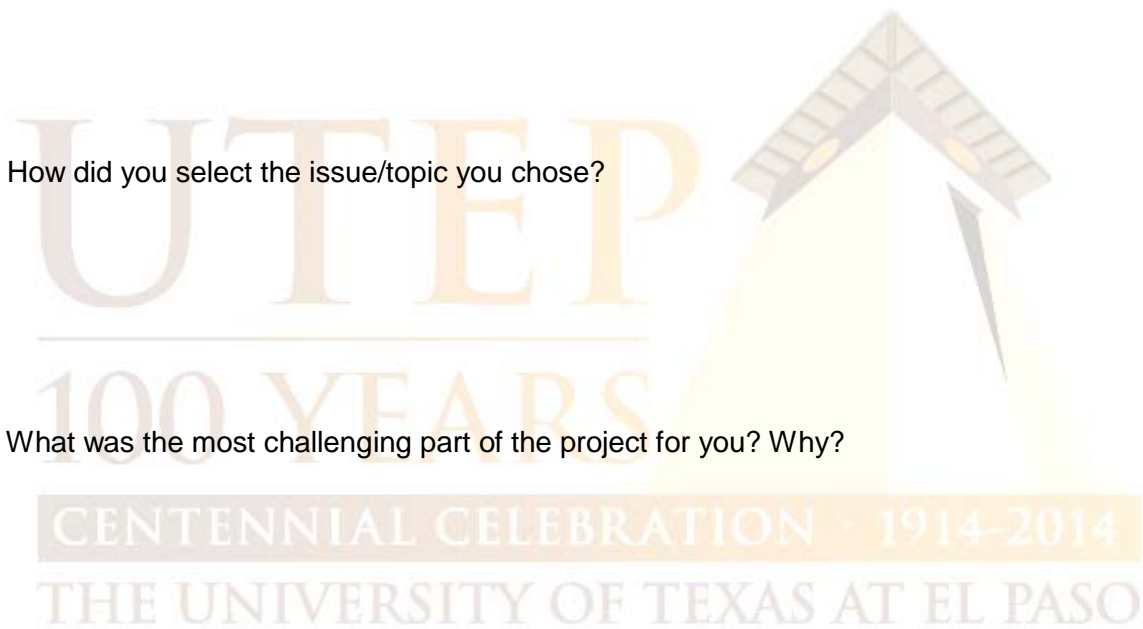 UTEP
How did you select the issue/topic you chose?
100 YEARS
What was the most challenging part of the project for you? Why?
CENTENNIAL CELEBRATION · 1914-2014
THE UNIVERSITY OF TEXAS AT EL PASO